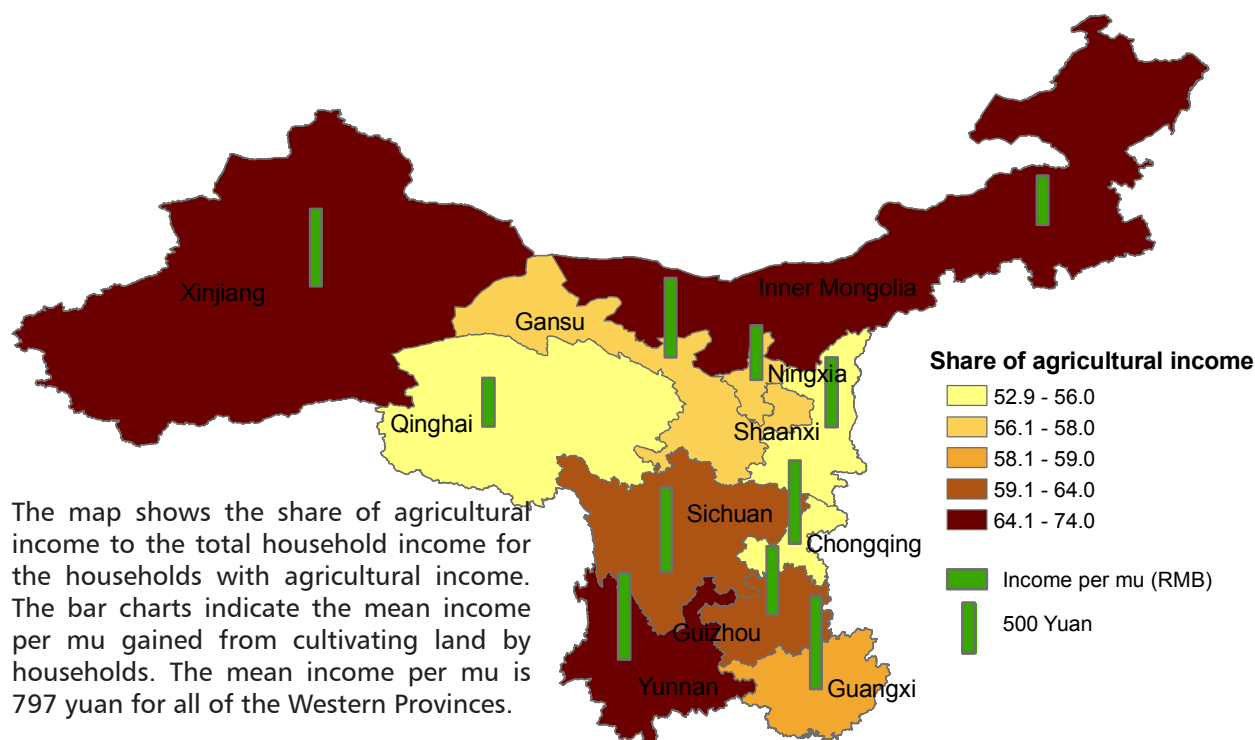 Xinjiang
Inner Mongolia
Gansu
Ningxia
Qinghai
Shaanxi
Sichuan
Chongqing
Guizhou
Yunnan
Guangxi
Share of agricultural income
52.9 - 56.0
56.1 - 58.0
58.1 - 59.0
59.1 - 64.0
64.1 - 74.0
Income per mu (RMB)
500 Yuan
The map shows the share of agricultural
income to the total household income for
the households with agricultural income.
The bar charts indicate the mean income
per mu gained from cultivating land by
households. The mean income per mu is
797 yuan for all of the Western Provinces.